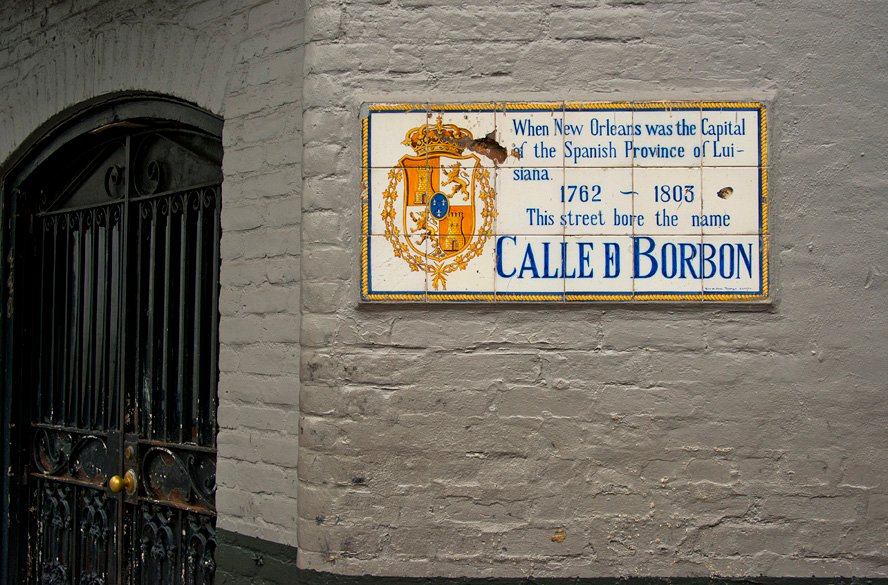 When New Orleans was the Capital
of the Spanish Province of Lui-
siana.
1762 ~ 1803
This street bore the name
CALLE D BORBON